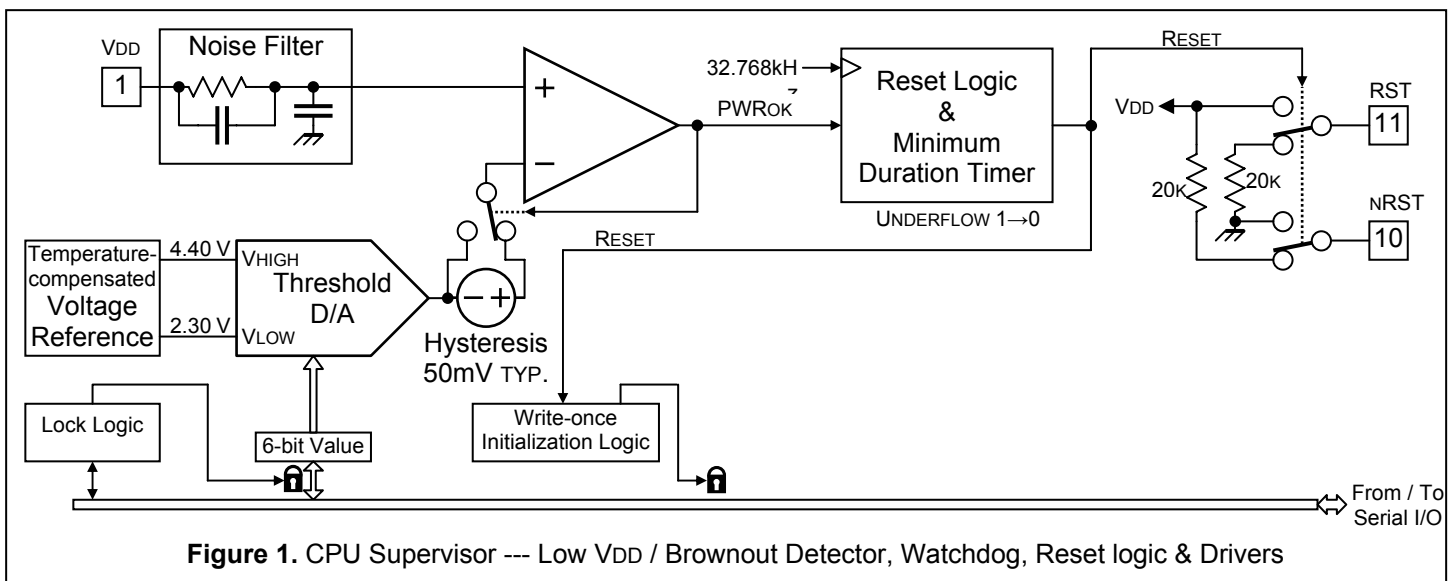 VDD
1
Noise Filter
+
−
32.768kHz
PWROK
Reset Logic
&
Minimum
Duration Timer
UNDERFLOW 1→0
RESET
VDD
20K
20K
RST
11
NRST
10
RESET
Temperature-
compensated
Voltage
Reference
4.40 V
2.30 V
VHIGH
Threshold
D/A
VLOW
− +
Hysteresis
50mV TYP.
Lock Logic
6-bit Value
Write-once
Initialization Logic
From / To
Serial I/O
Figure 1. CPU Supervisor --- Low VDD / Brownout Detector, Watchdog, Reset logic & Drivers